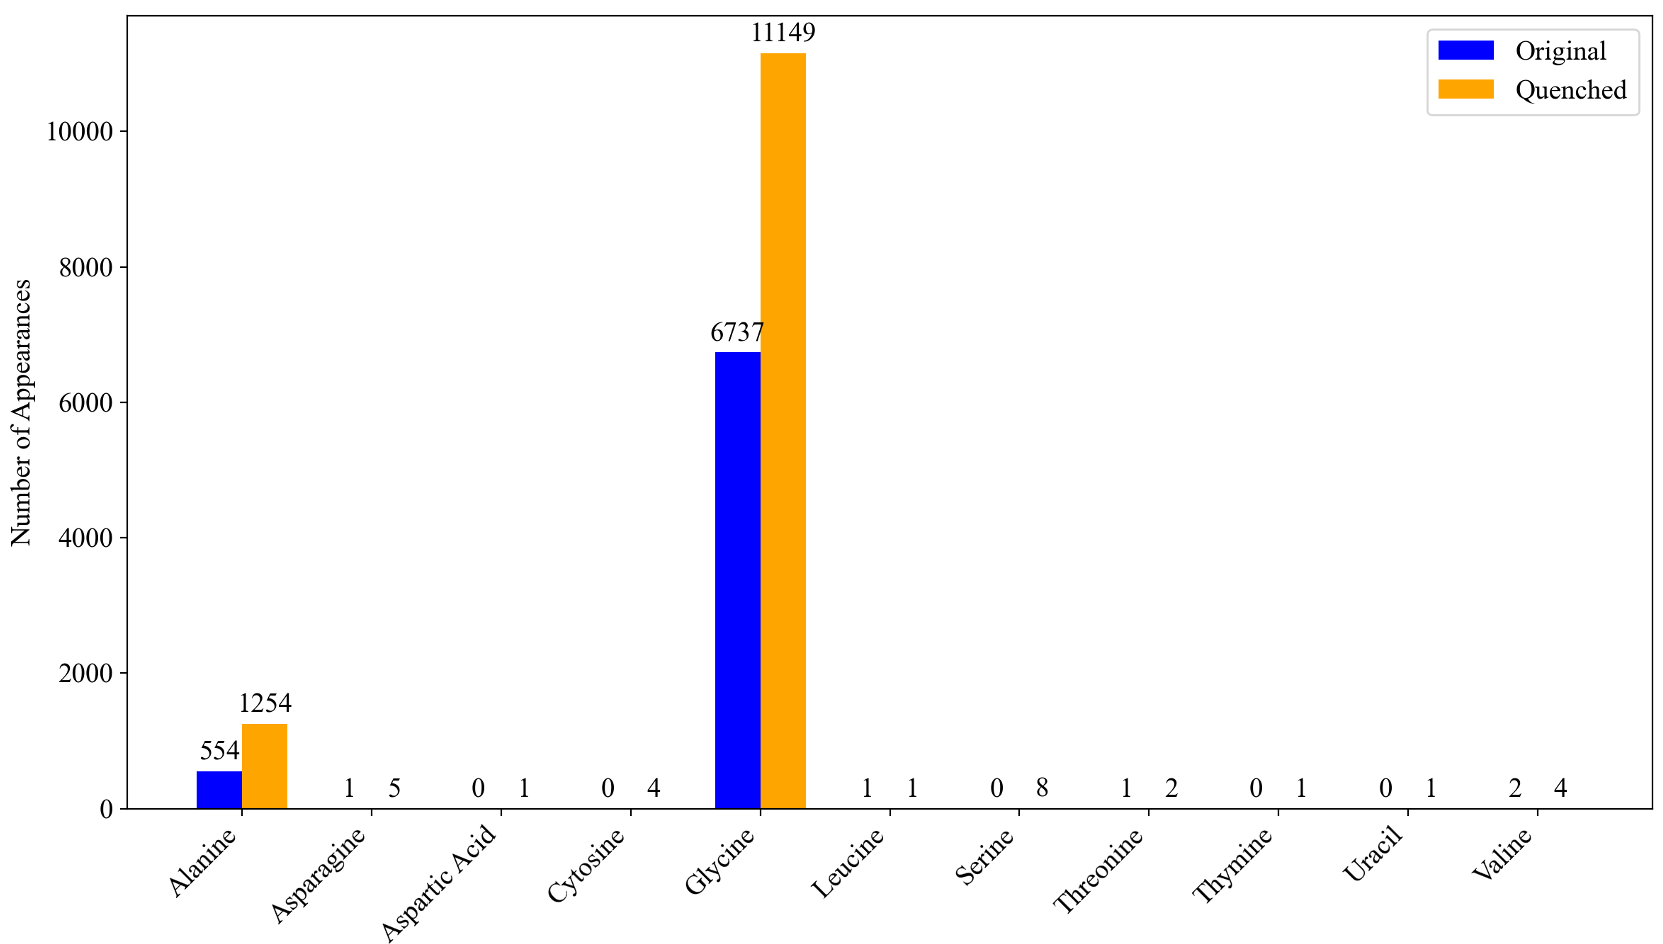 11149
Original
Quenched
10000
8000
6737
6000
4000
2000
1254
554
1 5 0 1 0 4 1 1 0 8 1 2 0 1 0 1 2 4
0
Number of Appearances
Alanine
Asparagine
Aspartic Acid
Cytosine
Glycine
Leucine
Serine
Threonine
Thymine
Uracil
Valine